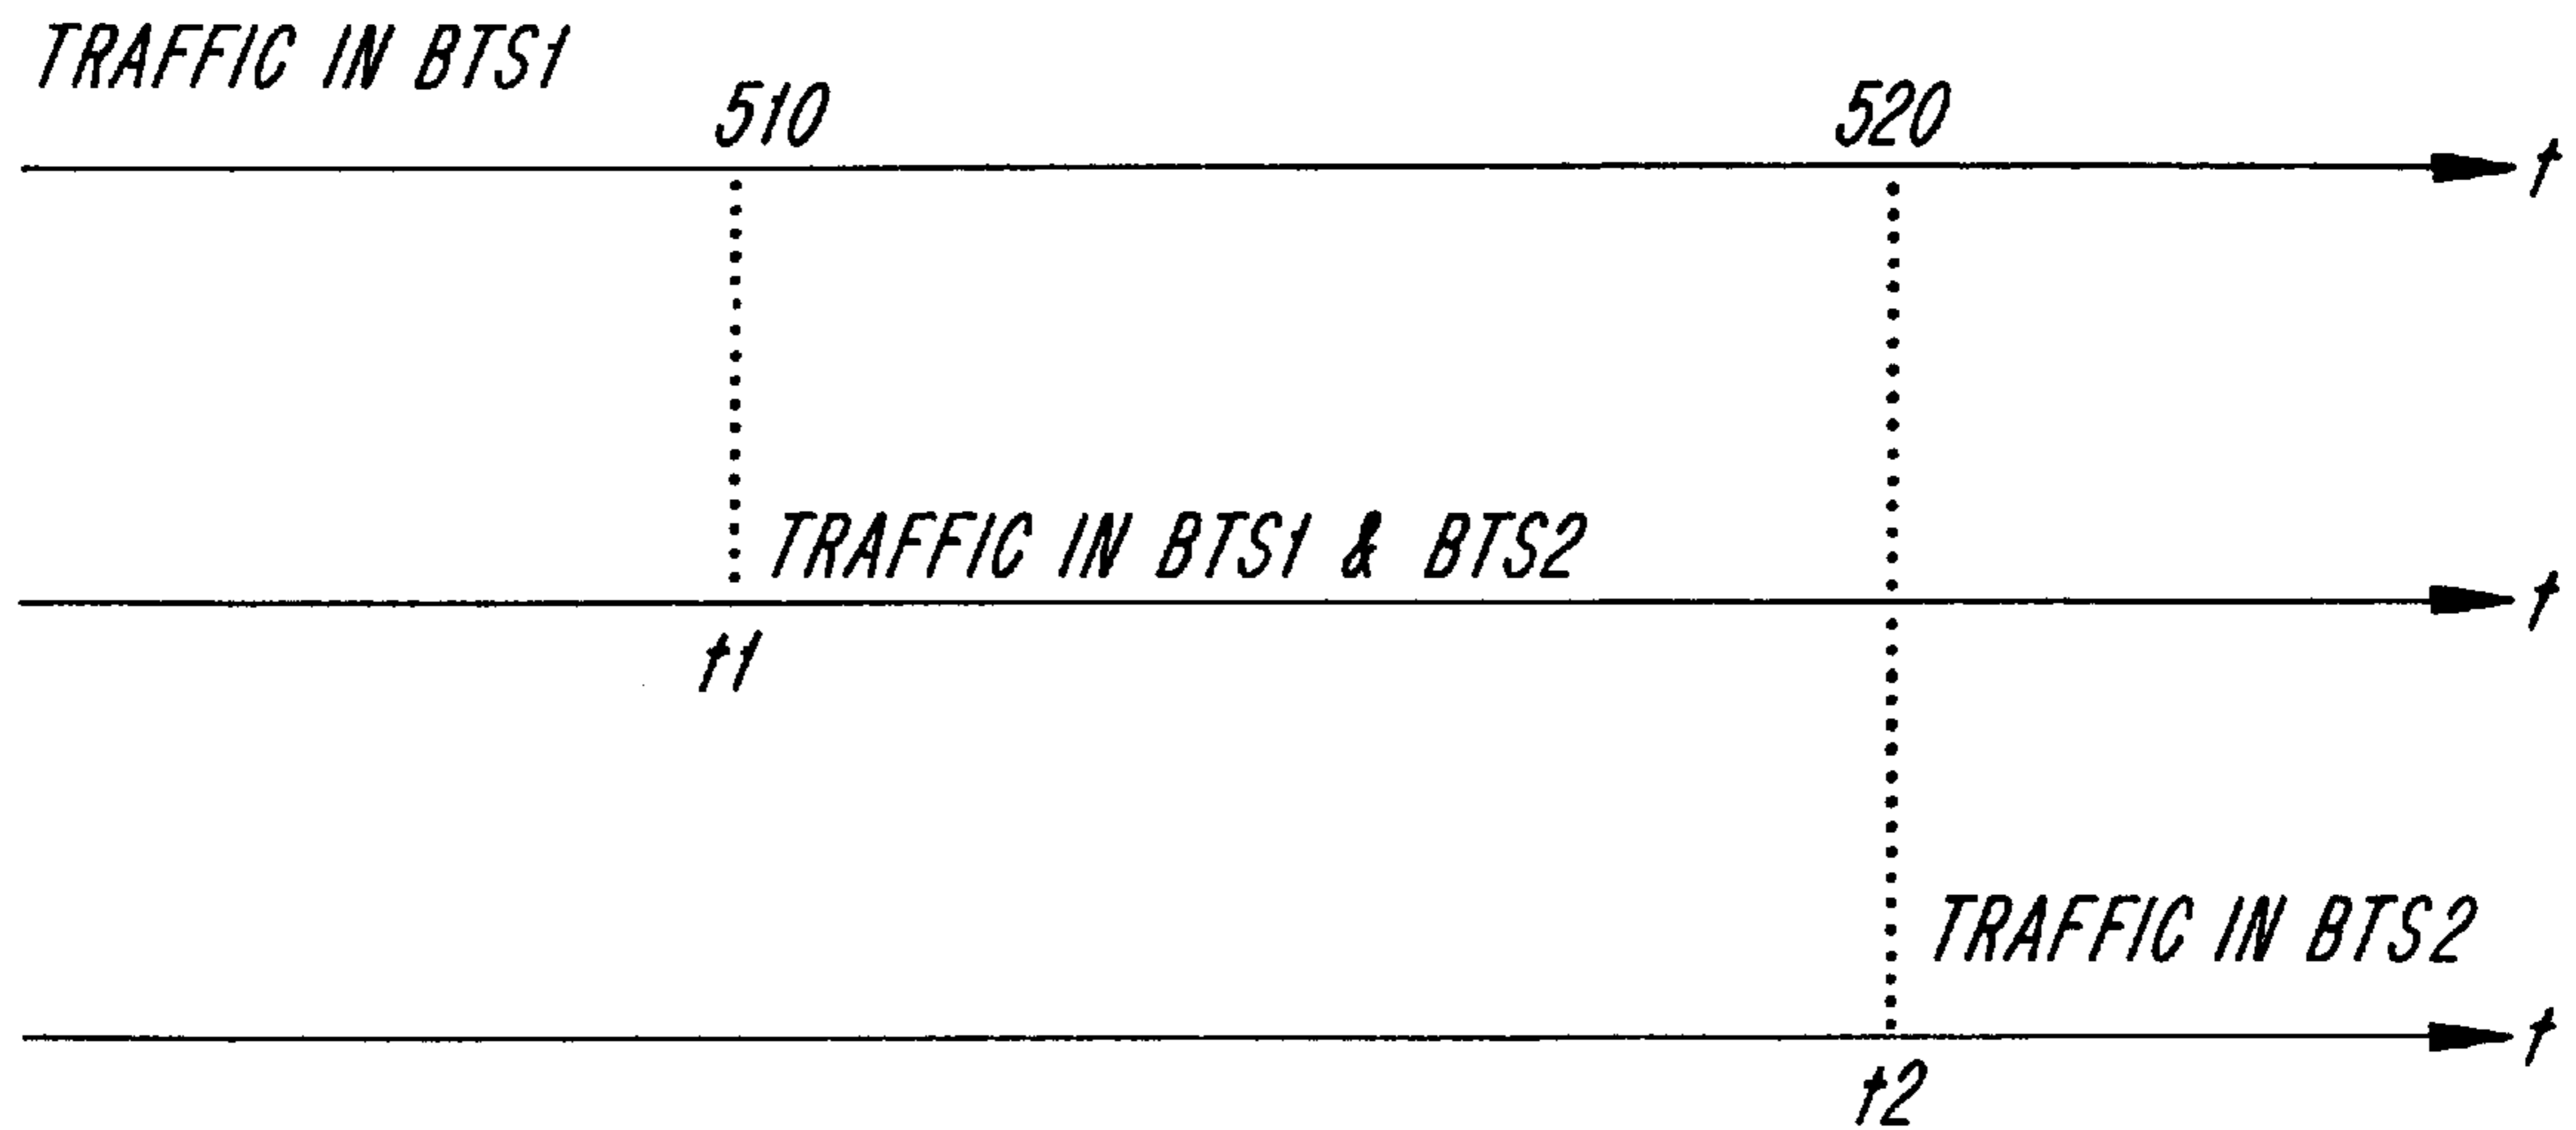 TRAFFIC IN BTS1
510
520
t
TRAFFIC IN BTS1 & BTS2
t
t1
TRAFFIC IN BTS2
t
t2